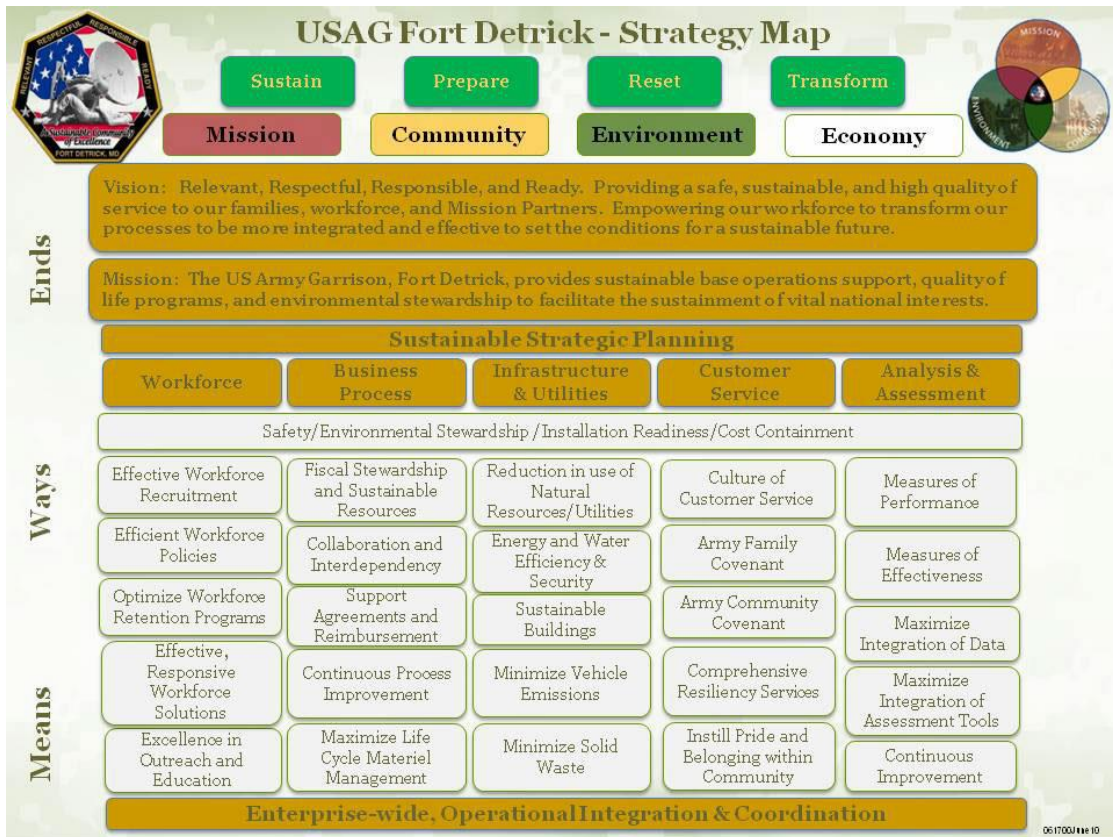 USAG Fort Detrick - Strategy Map
RELEVANT RESPECTFUL RESPONSIBLE READY
A Sustainable Community
of Excellence
FORT DETRICK, MD
MISSION
ENVIRONMENT
Sustain
Prepare
Reset
Transform
Mission
Community
Environment
Economy
Ends
Vision: Relevant, Respectful, Responsible, and Ready. Providing a safe, sustainable, and high quality of
service to our families, workforce, and Mission Partners. Empowering our workforce to transform our
processes to be more integrated and effective to set the conditions for a sustainable future.
Mission: The US Army Garrison, Fort Detrick, provides sustainable base operations support, quality of
life programs, and environmental stewardship to facilitate the sustainment of vital national interests.
Sustainable Strategic Planning
Workforce
Business
Process
Infrastructure
& Utilities
Customer
Service
Analysis &
Assessment
Safety/Environmental Stewardship /Installation Readiness/Cost Containment
Ways
Means
Effective Workforce
Recruitment
Efficient Workforce
Policies
Optimize Workforce
Retention Programs
Effective,
Responsive
Workforce
Solutions
Excellence in
Outreach and
Education
Fiscal Stewardship
and Sustainable
Resources
Collaboration and
Interdependency
Support
Agreements and
Reimbursement
Continuous Process
Improvement
Maximize Life
Cycle Materiel
Management
Reduction in use of
Natural
Resources/Utilities
Energy and Water
Efficiency &
Security
Sustainable
Buildings
Minimize Vehicle
Emissions
Minimize Solid
Waste
Culture of
Customer Service
Army Family
Covenant
Army Community
Covenant
Comprehensive
Resiliency Services
Instill Pride and
Belonging within
Community
Measures of
Performance
Measures of
Effectiveness
Maximize
Integration of Data
Maximize
Integration of
Assessment Tools
Continuous
Improvement
Enterprise-wide, Operational Integration & Coordination